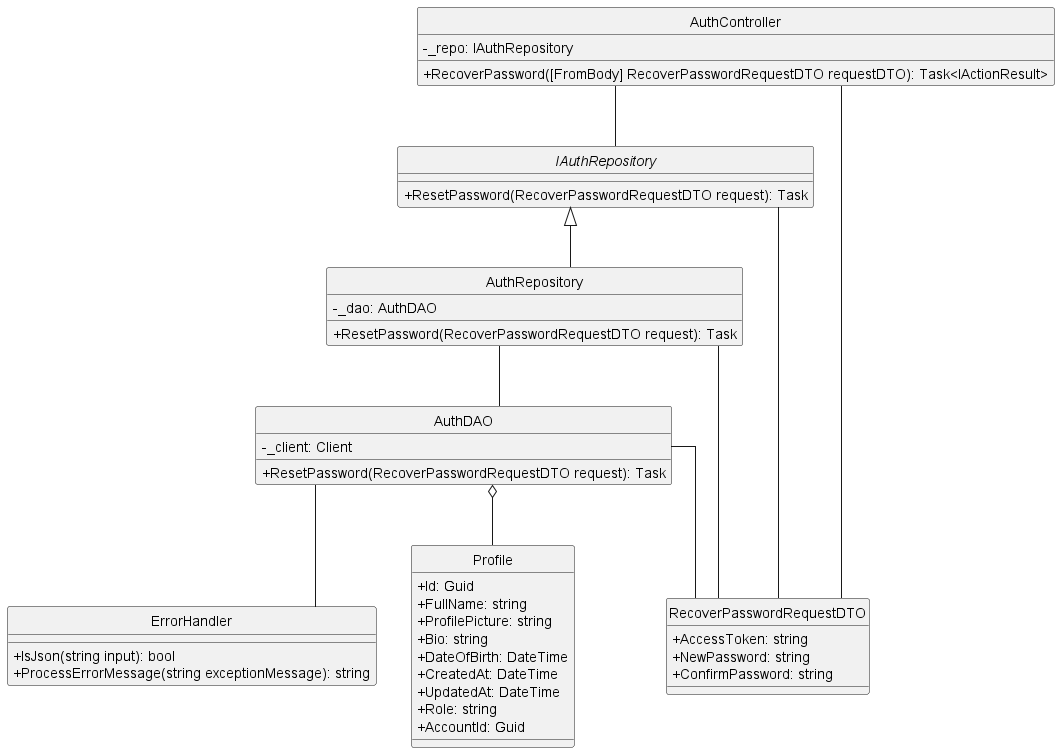 AuthController
-_repo: IAuthRepository
+RecoverPassword([FromBody] RecoverPasswordRequestDTO requestDTO): Task<IActionResult>
IAuthRepository
+ResetPassword(RecoverPasswordRequestDTO request): Task
AuthRepository
-_dao: AuthDAO
+ResetPassword(RecoverPasswordRequestDTO request): Task
AuthDAO
-_client: Client
+ResetPassword(RecoverPasswordRequestDTO request): Task
ErrorHandler
+IsJson(string input): bool
+ProcessErrorMessage(string exceptionMessage): string
Profile
+Id: Guid
+FullName: string
+ProfilePicture: string
+Bio: string
+DateOfBirth: DateTime
+CreatedAt: DateTime
+UpdatedAt: DateTime
+Role: string
+AccountId: Guid
RecoverPasswordRequestDTO
+AccessToken: string
+NewPassword: string
+ConfirmPassword: string